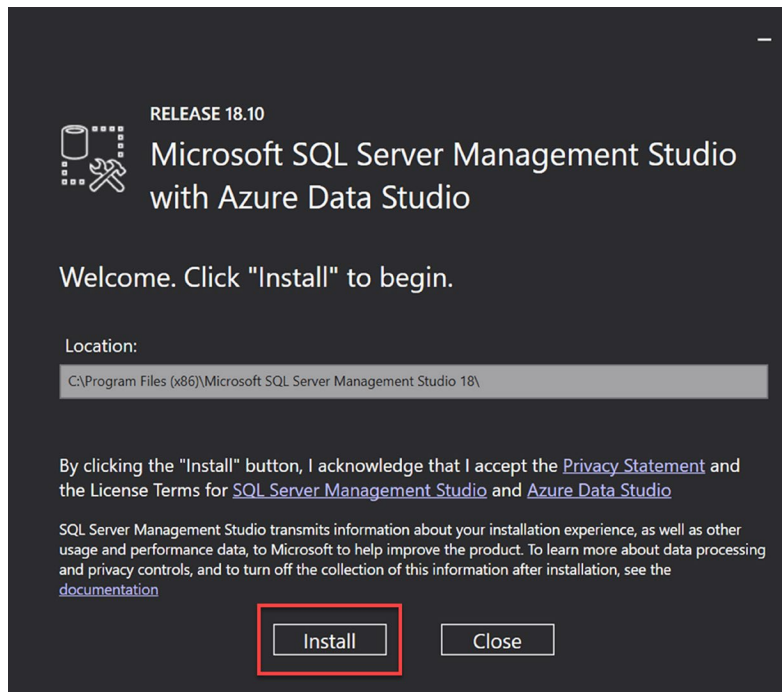 RELEASE 18.10
Microsoft SQL Server Management Studio
with Azure Data Studio
Welcome. Click "Install" to begin.
Location:
C:\Program Files (x86)\Microsoft SQL Server Management Studio 18\
By clicking the "Install" button, I acknowledge that I accept the Privacy Statement and
the License Terms for SQL Server Management Studio and Azure Data Studio
SQL Server Management Studio transmits information about your installation experience, as well as other
usage and performance data, to Microsoft to help improve the product. To learn more about data processing
and privacy controls, and to turn off the collection of this information after installation, see the
documentation
Install Close